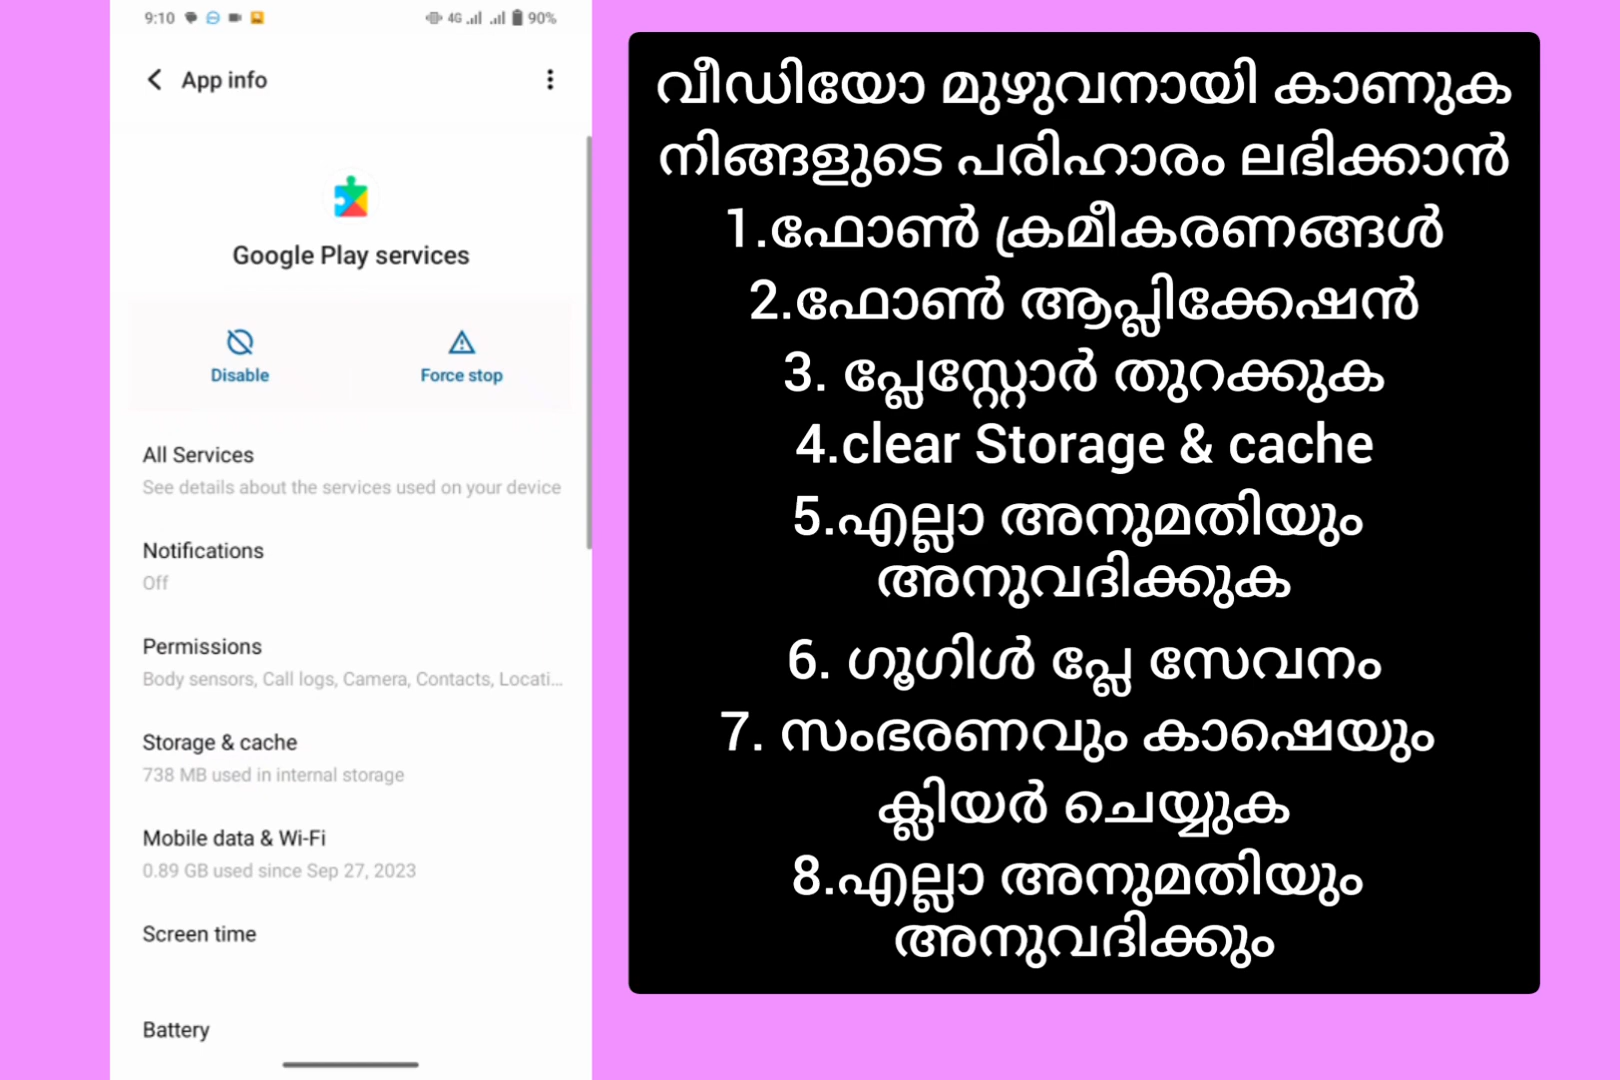 9:10
4G 90%
App info
Google Play services
Disable
Force stop
All Services
See details about the services used on your device
Notifications
Off
Permissions
Body sensors, Call logs, Camera, Contacts, Locati...
Storage & cache
738 MB used in internal storage
Mobile data & Wi-Fi
0.89 GB used since Sep 27, 2023
Screen time
Battery
വീഡിയോ മുഴുവനായി കാണുക
നിങ്ങളുടെ പരിഹാരം ലഭിക്കാൻ
1.ഫോൺ ക്രമീകരണങ്ങൾ
2.ഫോൺ ആപ്ലിക്കേഷൻ
3. പ്ലേസ്റ്റോർ തുറക്കുക
4.clear Storage & cache
5.എല്ലാ അനുമതിയും
അനുവദിക്കുക
6. ഗൂഗിൾ പ്ലേ സേവനം
7. സംഭരണവും കാഷെയും
ക്ലിയർ ചെയ്യുക
8.എല്ലാ അനുമതിയും
അനുവദിക്കും